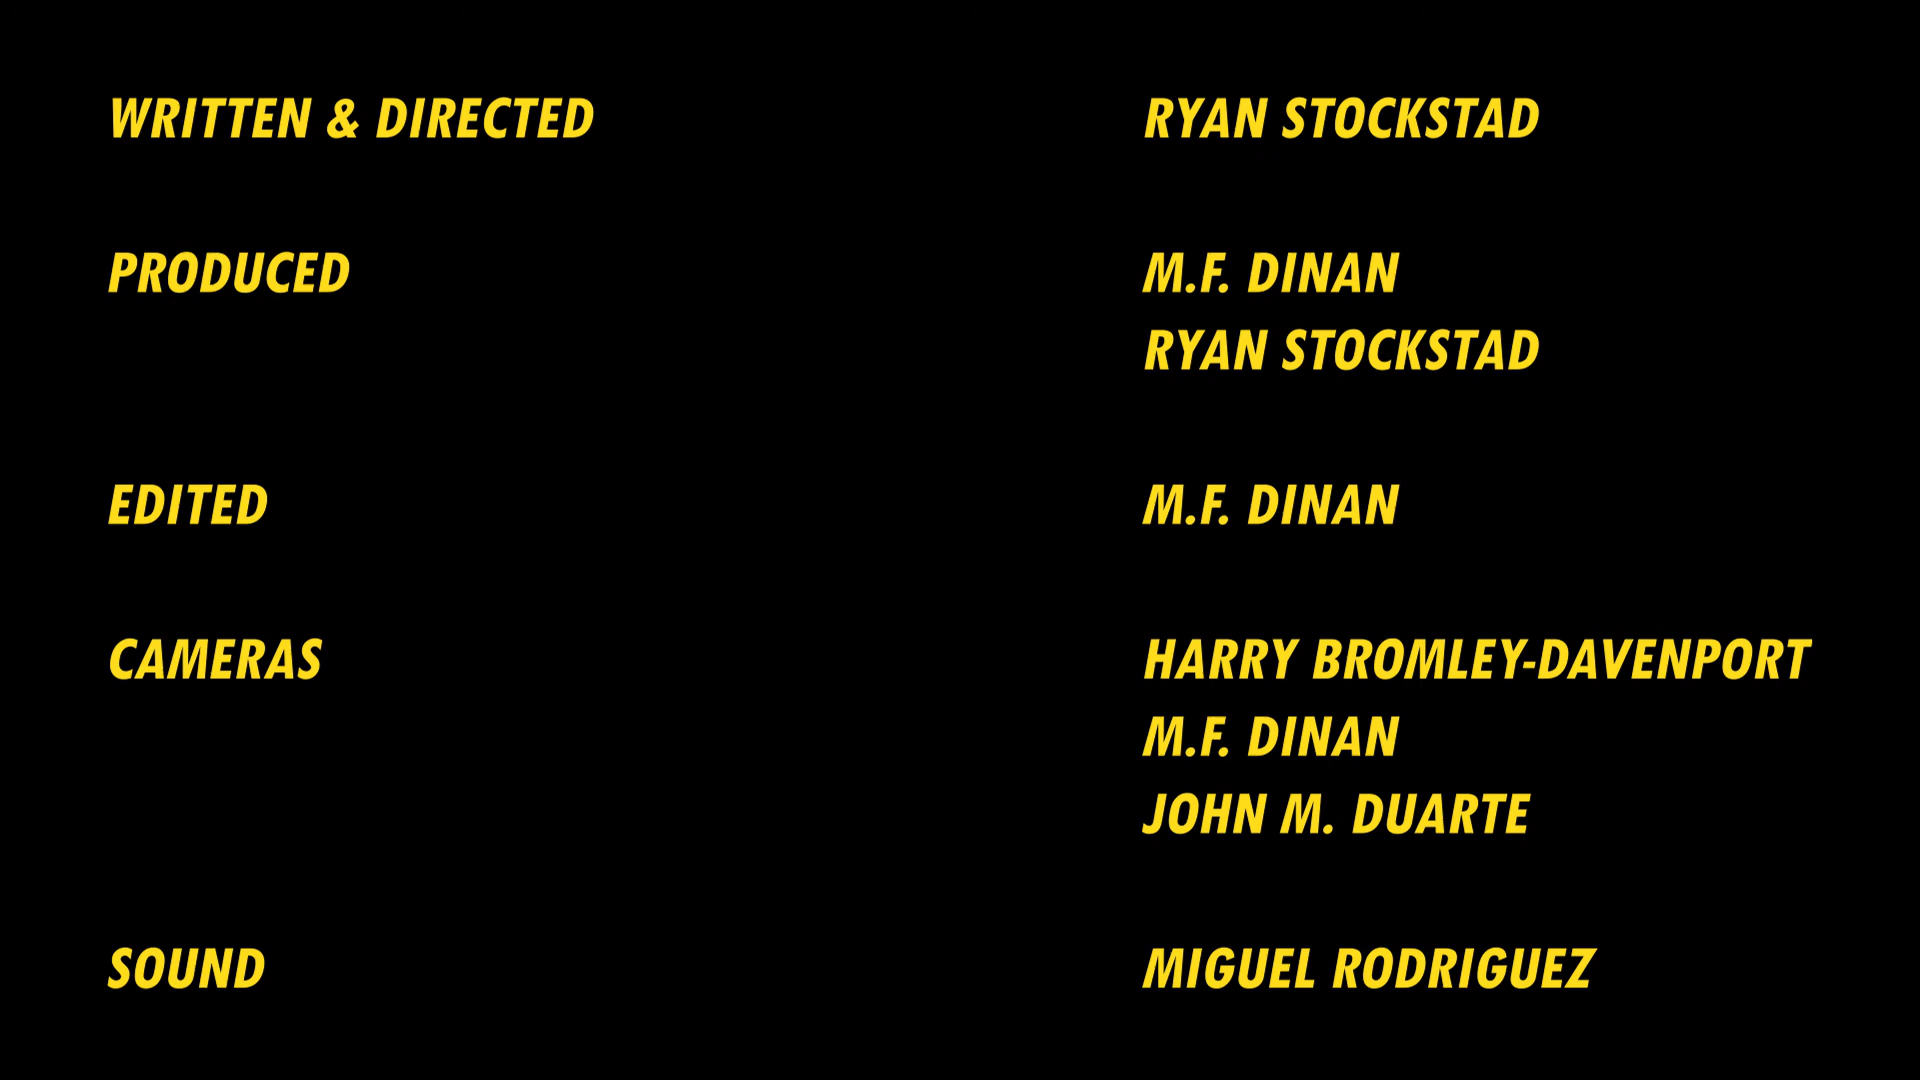 WRITTEN & DIRECTED RYAN STOCKSTAD
PRODUCED M.F. DINAN
RYAN STOCKSTAD
EDITED M.F. DINAN
CAMERAS HARRY BROMLEY-DAVENPORT
M.F. DINAN
JOHN M. DUARTE
SOUND MIGUEL RODRIGUEZ